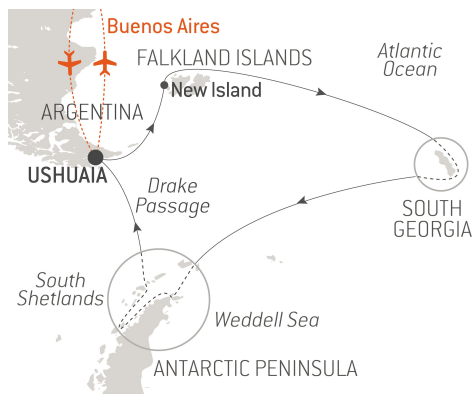 Buenos Aires
FALKLAND ISLANDS
Atlantic
Ocean
New Island
ARGENTINA
USHUAIA
Drake
Passage
SOUTH
GEORGIA
South
Shetlands
Weddell Sea
ANTARCTIC PENINSULA